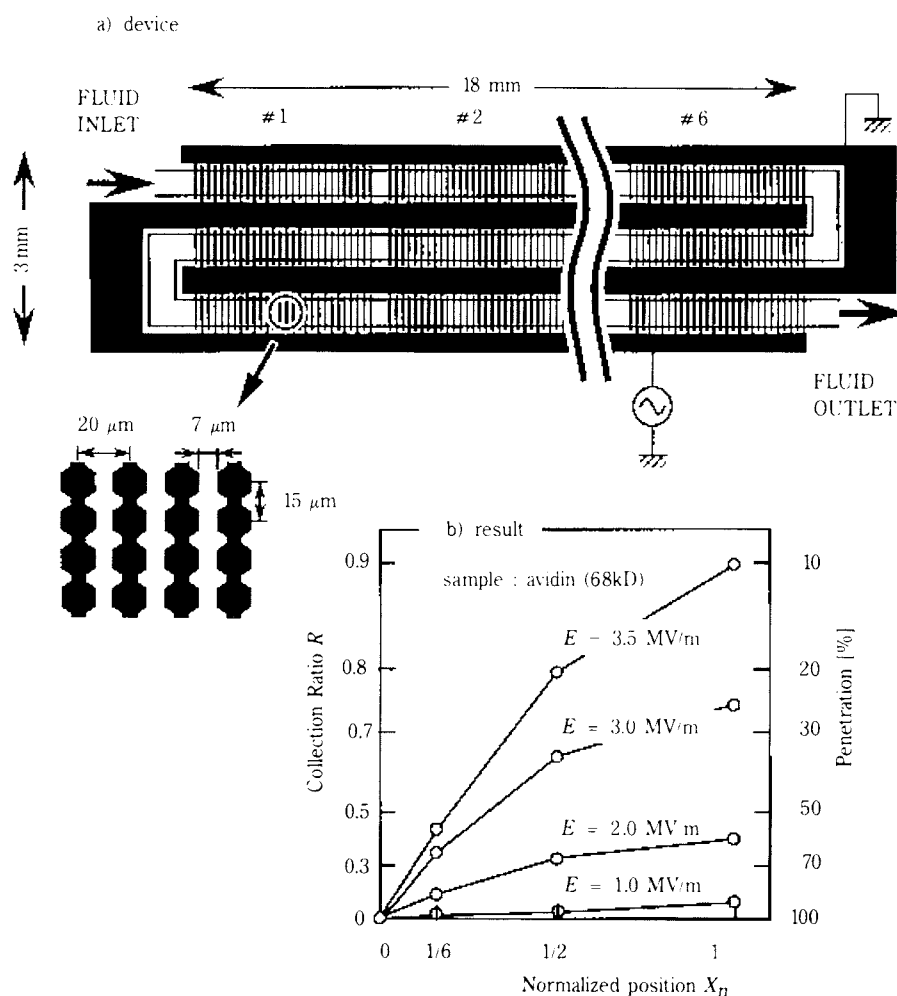 a) device
18 mm
FLUID
INLET
#1
#2
#6
3mm
FLUID
OUTLET
20 μm
7 μm
15 μm
b) result
sample : avidin (68kD)
E - 3.5 MV/m
E = 3.0 MV/m
E = 2.0 MV m
E = 1.0 MV/m
Collection Ratio R
0.9
0.8
0.7
0.5
0.3
0
Penetration [%]
10
20
30
50
70
100
0
1/6
1/2
1
Normalized position Xn